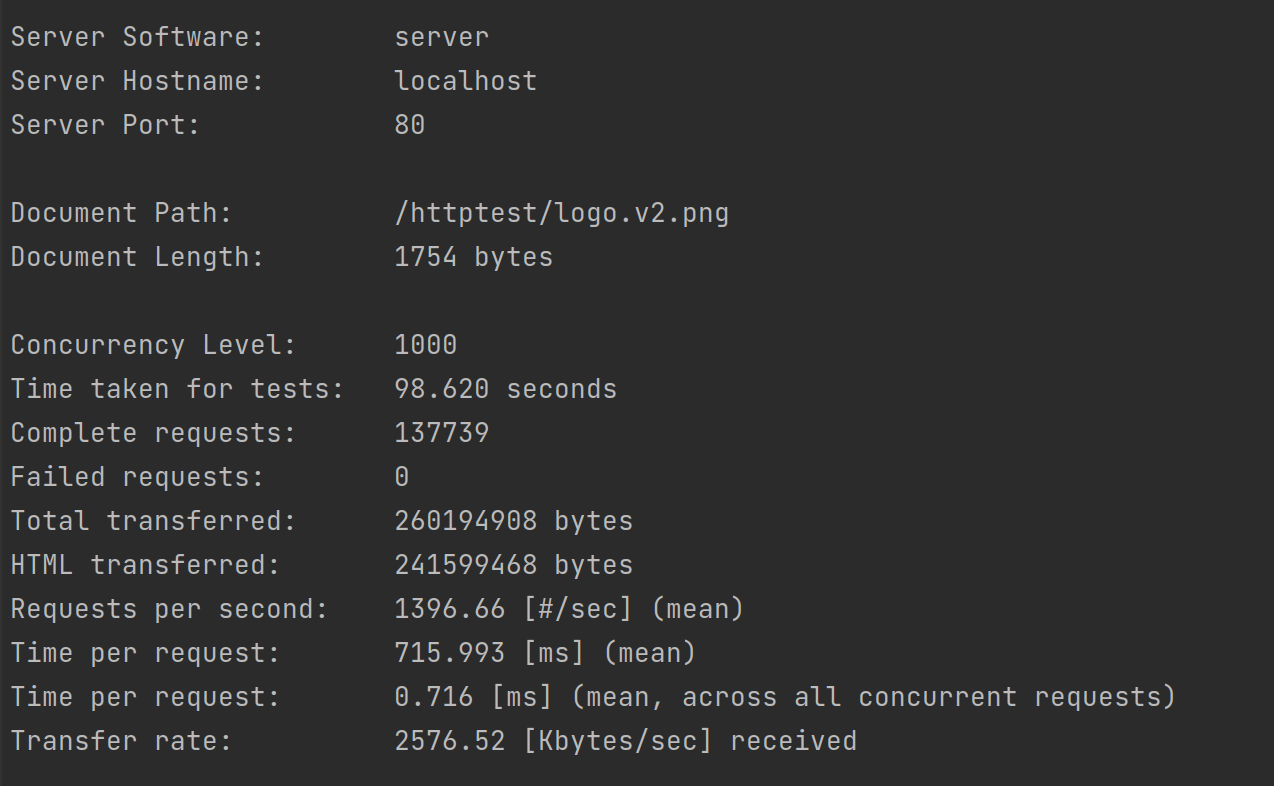 Server Software:        server
Server Hostname:        localhost
Server Port:            80
Document Path:          /httptest/logo.v2.png
Document Length:        1754 bytes
Concurrency Level:      1000
Time taken for tests:   98.620 seconds
Complete requests:      137739
Failed requests:        0
Total transferred:      260194908 bytes
HTML transferred:       241599468 bytes
Requests per second:    1396.66 [#/sec] (mean)
Time per request:       715.993 [ms] (mean)
Time per request:       0.716 [ms] (mean, across all concurrent requests)
Transfer rate:          2576.52 [Kbytes/sec] received